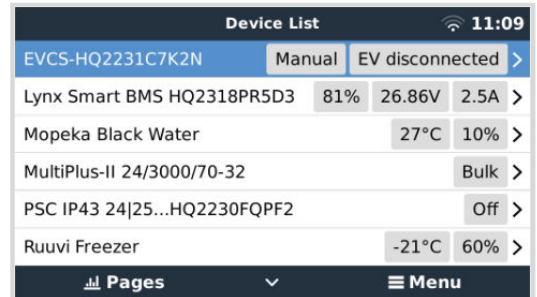 Device List 11:09
EVCS-HQ2231C7K2N Manual EV disconnected
Lynx Smart BMS HQ2318PR5D3 81% 26.86V 2.5A
Mopeka Black Water 27°C 10%
MultiPlus-II 24/3000/70-32 Bulk
PSC IP43 24|25...HQ2230FQPF2 Off
Ruuvi Freezer -21°C 60%
Pages Menu